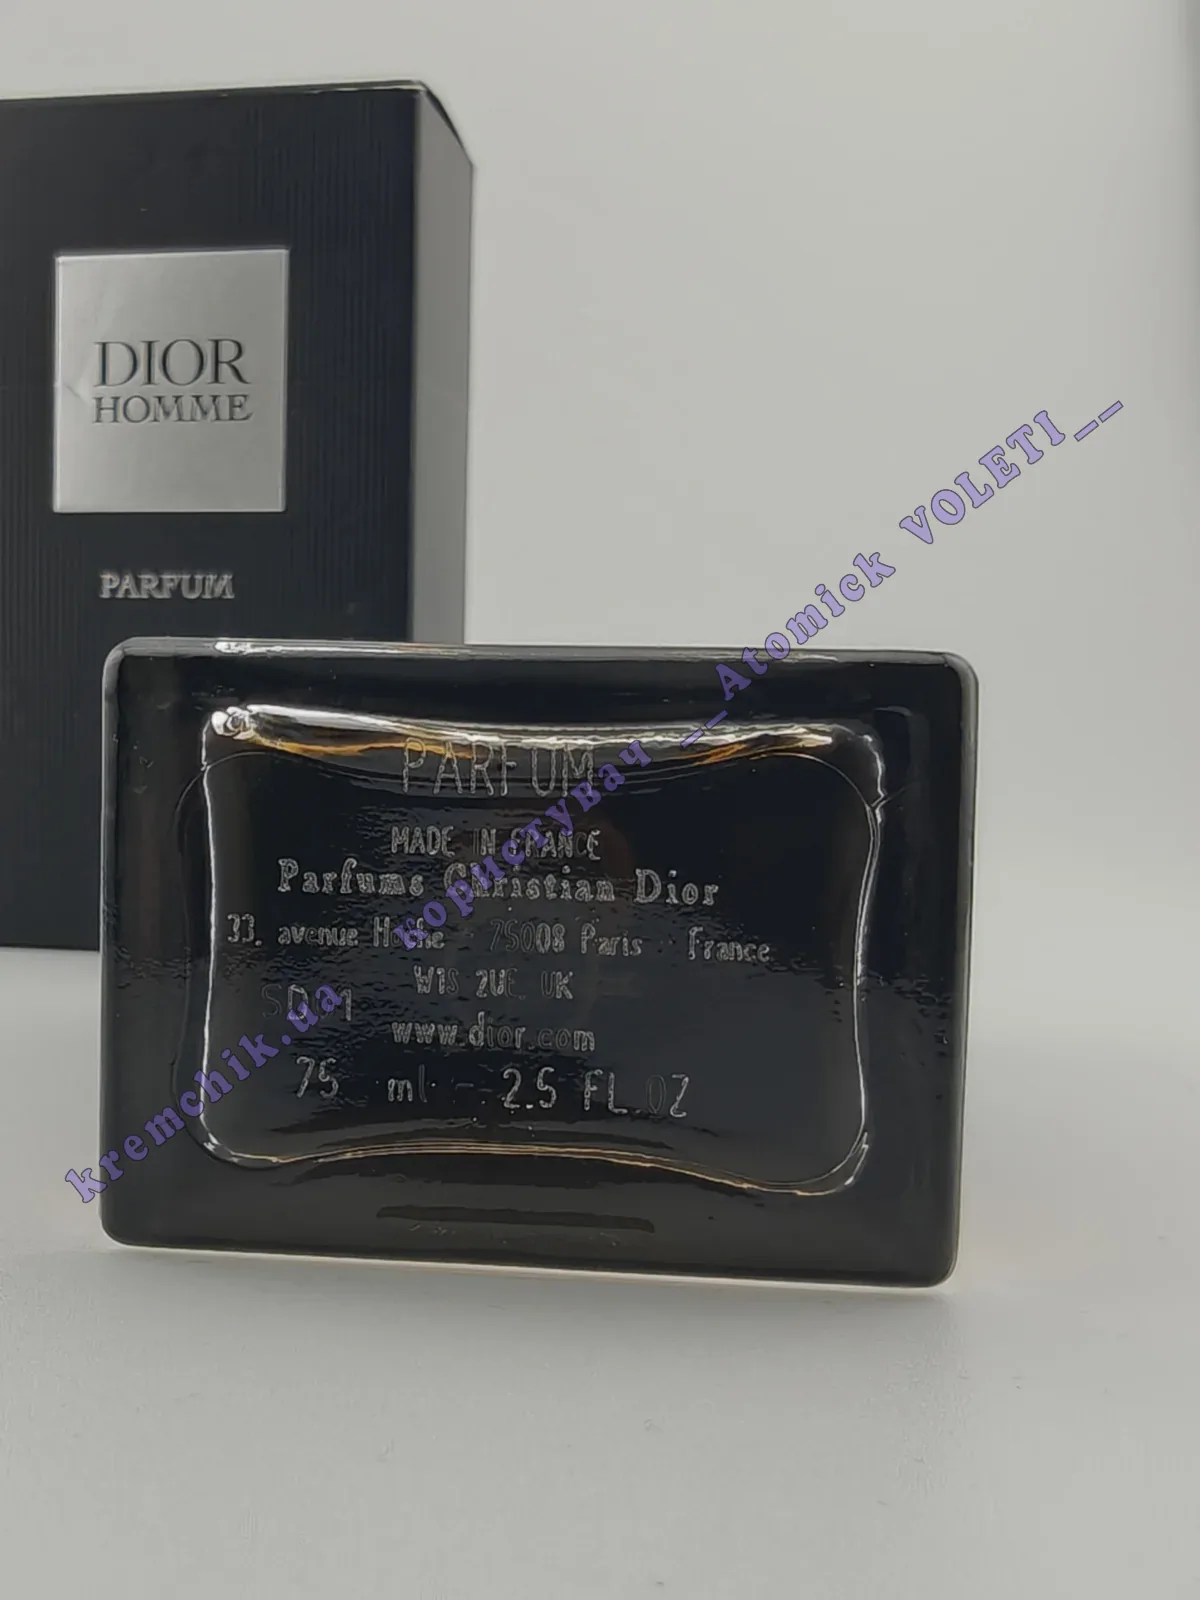 DIOR
HOMME
PARFUM
PARFUM
MADE IN FRANCE
Parfums Christian Dior
33, avenue Hoche - 75008 Paris - France
W1S 2UE, UK
www.dior.com
75 ml - 2.5 FL.OZ
kremchik.ua користувач __Atomick VOLETI__